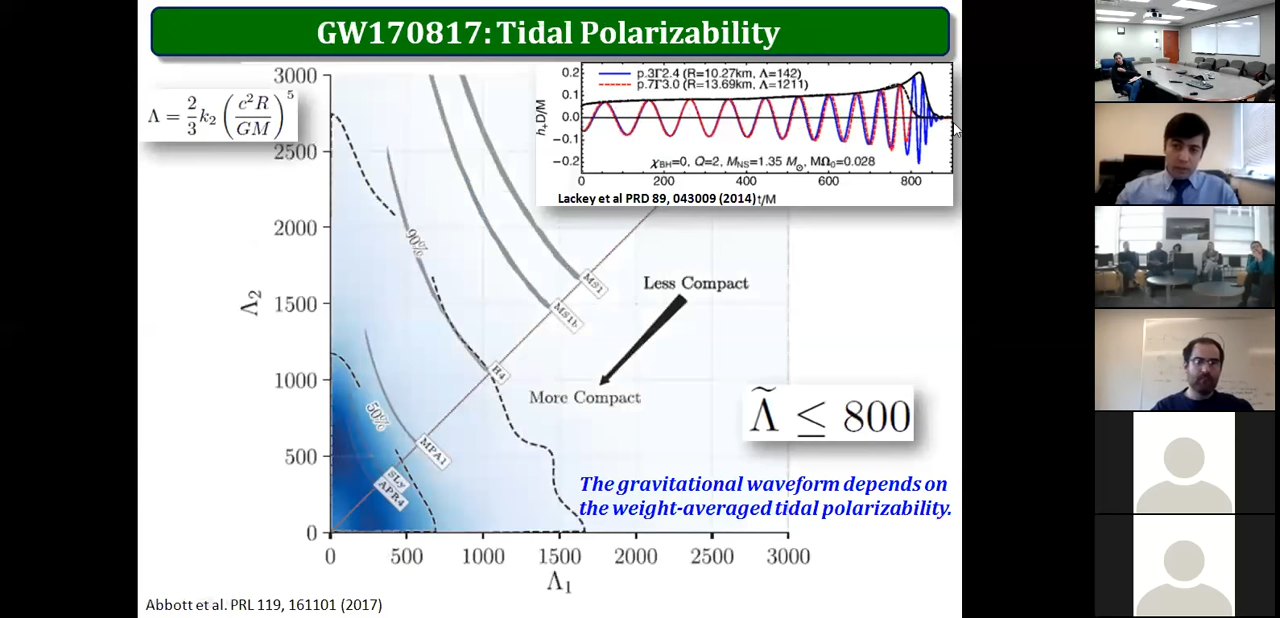 GW170817: Tidal Polarizability
Λ = 2/3 k₂ (c²R/GM)⁵
3000
2500
2000
1500
1000
500
0
Λ₂
0.2
0.1
0.0
−0.1
−0.2
h₊D/M
p.3Γ2.4 (R=10.27km, Λ=142)
p.7Γ3.0 (R=13.69km, Λ=1211)
χBH=0, Q=2, MNS=1.35 M⊙, MΩ0=0.028
0 200 400 600 800
Lackey et al PRD 89, 043009 (2014) t/M
90%
50%
MS1
MS1b
H4
MPA1
SLy
APR4
Less Compact
More Compact
Λ̃ ≤ 800
The gravitational waveform depends on
the weight-averaged tidal polarizability.
0 500 1000 1500 2000 2500 3000
Λ₁
Abbott et al. PRL 119, 161101 (2017)